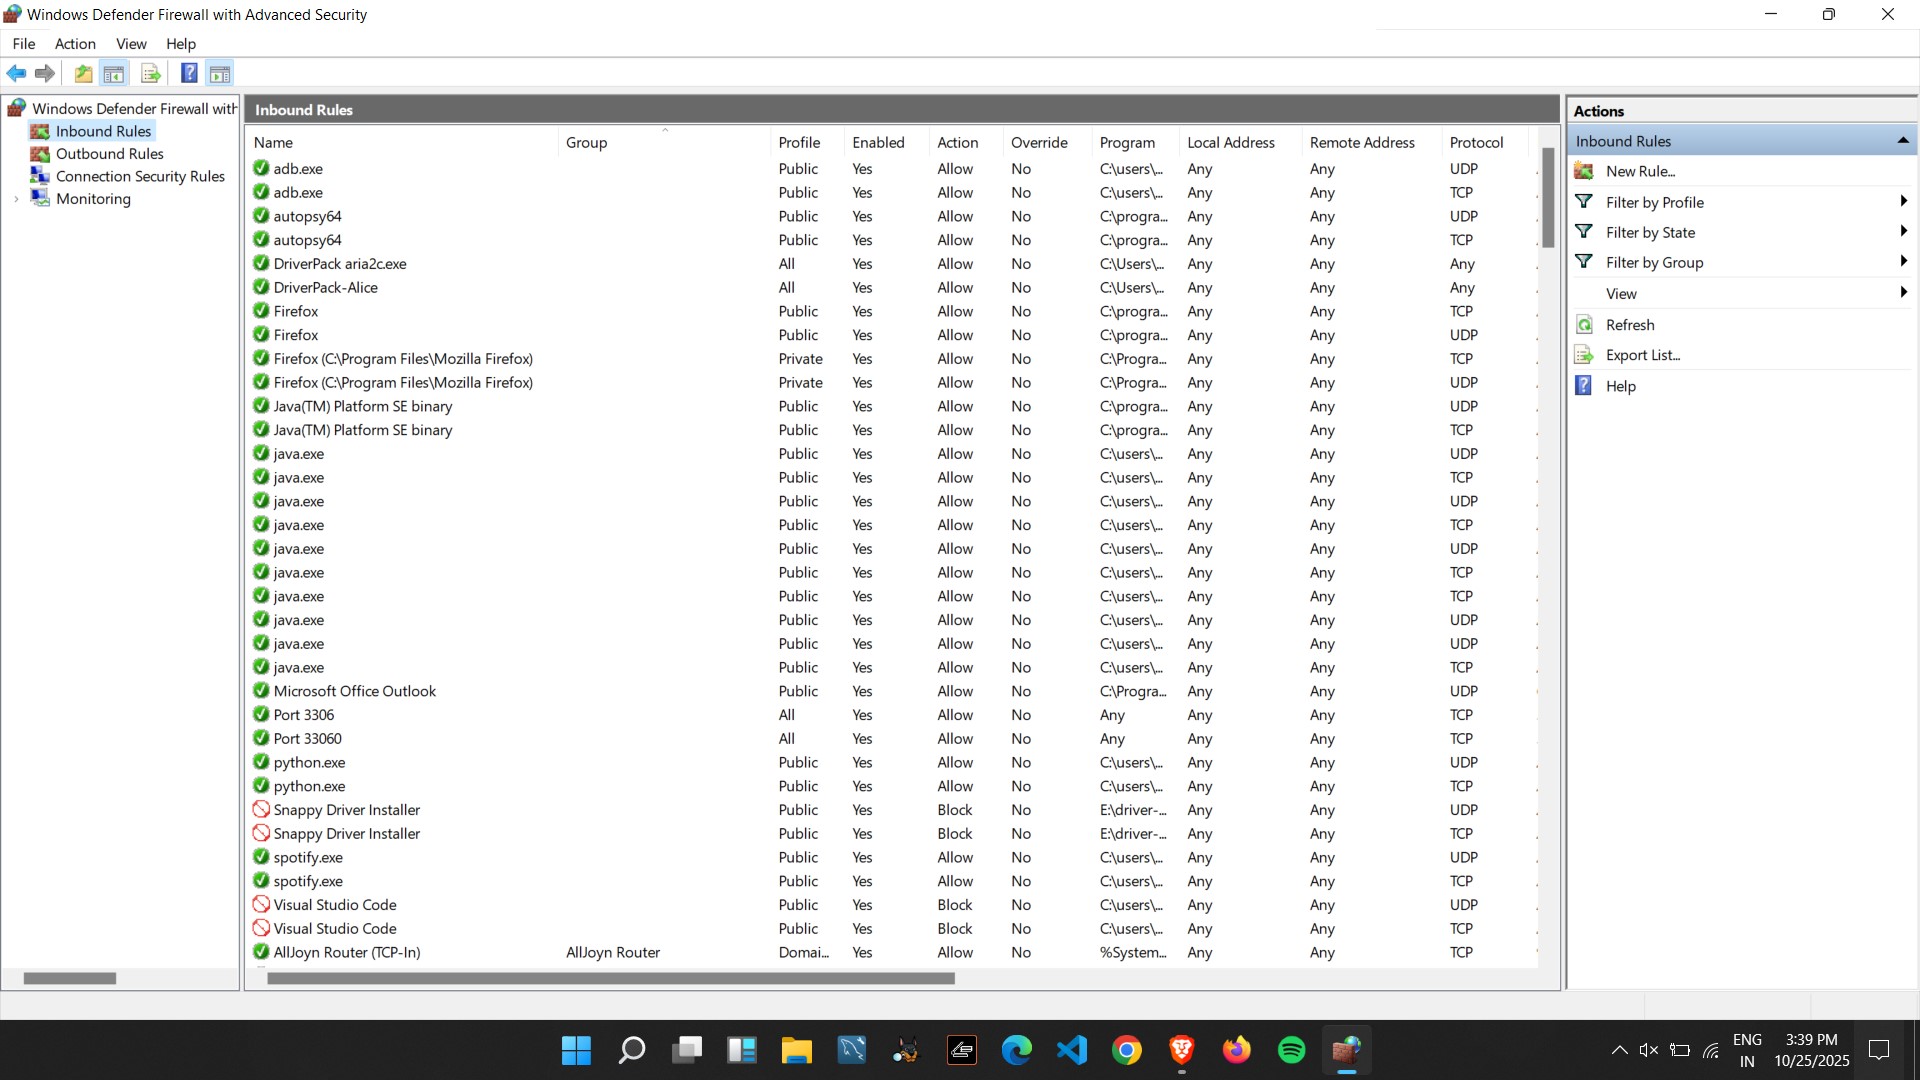 Windows Defender Firewall with Advanced Security
File Action View Help
Windows Defender Firewall with
Inbound Rules
Outbound Rules
Connection Security Rules
Monitoring
Inbound Rules
Name Group Profile Enabled Action Override Program Local Address Remote Address Protocol
adb.exe Public Yes Allow No C:\users\... Any Any UDP
adb.exe Public Yes Allow No C:\users\... Any Any TCP
autopsy64 Public Yes Allow No C:\progra... Any Any UDP
autopsy64 Public Yes Allow No C:\progra... Any Any TCP
DriverPack aria2c.exe All Yes Allow No C:\Users\... Any Any Any
DriverPack-Alice All Yes Allow No C:\Users\... Any Any Any
Firefox Public Yes Allow No C:\progra... Any Any TCP
Firefox Public Yes Allow No C:\progra... Any Any UDP
Firefox (C:\Program Files\Mozilla Firefox) Private Yes Allow No C:\Progra... Any Any TCP
Firefox (C:\Program Files\Mozilla Firefox) Private Yes Allow No C:\Progra... Any Any UDP
Java(TM) Platform SE binary Public Yes Allow No C:\progra... Any Any UDP
Java(TM) Platform SE binary Public Yes Allow No C:\progra... Any Any TCP
java.exe Public Yes Allow No C:\users\... Any Any UDP
java.exe Public Yes Allow No C:\users\... Any Any TCP
java.exe Public Yes Allow No C:\users\... Any Any UDP
java.exe Public Yes Allow No C:\users\... Any Any TCP
java.exe Public Yes Allow No C:\users\... Any Any UDP
java.exe Public Yes Allow No C:\users\... Any Any TCP
java.exe Public Yes Allow No C:\users\... Any Any TCP
java.exe Public Yes Allow No C:\users\... Any Any UDP
java.exe Public Yes Allow No C:\users\... Any Any UDP
java.exe Public Yes Allow No C:\users\... Any Any TCP
Microsoft Office Outlook Public Yes Allow No C:\Progra... Any Any UDP
Port 3306 All Yes Allow No Any Any Any TCP
Port 33060 All Yes Allow No Any Any Any TCP
python.exe Public Yes Allow No C:\users\... Any Any UDP
python.exe Public Yes Allow No C:\users\... Any Any TCP
Snappy Driver Installer Public Yes Block No E:\driver-... Any Any UDP
Snappy Driver Installer Public Yes Block No E:\driver-... Any Any TCP
spotify.exe Public Yes Allow No C:\users\... Any Any UDP
spotify.exe Public Yes Allow No C:\users\... Any Any TCP
Visual Studio Code Public Yes Block No C:\users\... Any Any UDP
Visual Studio Code Public Yes Block No C:\users\... Any Any TCP
AllJoyn Router (TCP-In) AllJoyn Router Domai... Yes Allow No %System... Any Any TCP
Actions
Inbound Rules
New Rule...
Filter by Profile
Filter by State
Filter by Group
View
Refresh
Export List...
Help
ENG
IN
3:39 PM
10/25/2025